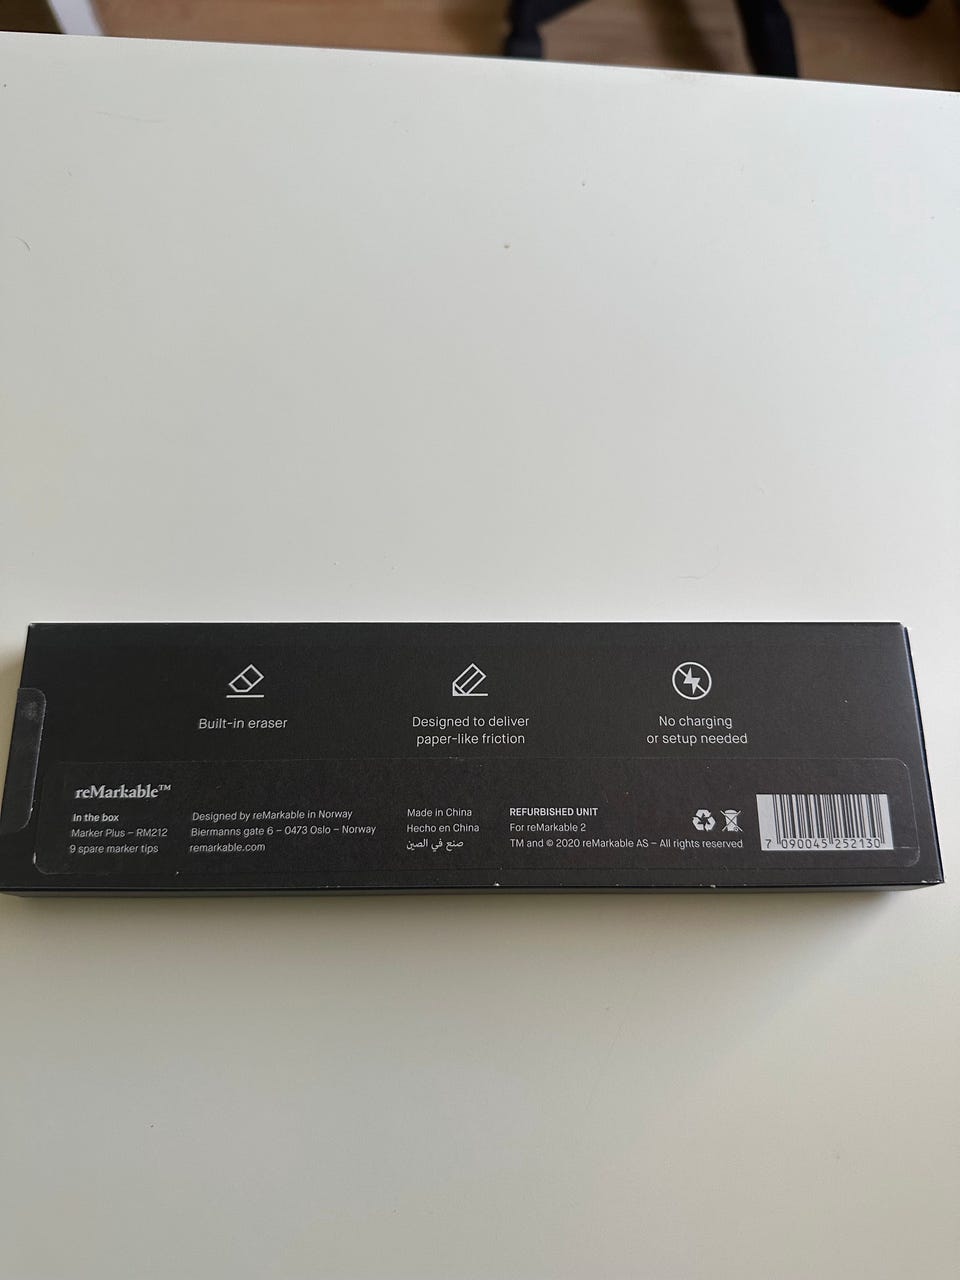 Built-in eraser
Designed to deliver
paper-like friction
No charging
or setup needed
reMarkable™
In the box
Marker Plus – RM212
9 spare marker tips
Designed by reMarkable in Norway
Biermanns gate 6 – 0473 Oslo – Norway
remarkable.com
Made in China
Hecho en China
صنع في الصين
REFURBISHED UNIT
For reMarkable 2
TM and © 2020 reMarkable AS – All rights reserved
7 090045 252130